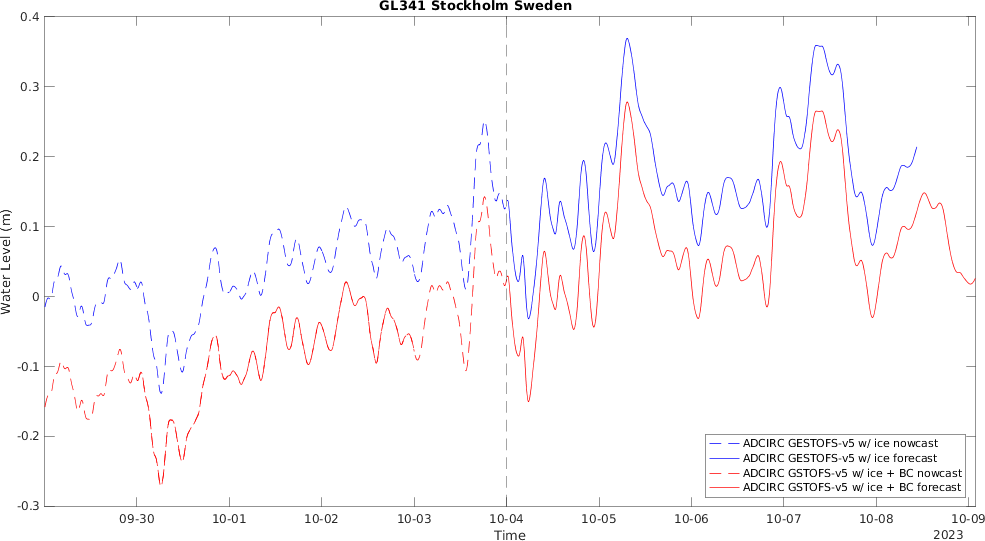 GL341 Stockholm Sweden
0.4
0.3
0.2
0.1
0
-0.1
-0.2
-0.3
Water Level (m)
ADCIRC GESTOFS-v5 w/ ice nowcast
ADCIRC GESTOFS-v5 w/ ice forecast
ADCIRC GSTOFS-v5 w/ ice + BC nowcast
ADCIRC GSTOFS-v5 w/ ice + BC forecast
09-30 10-01 10-02 10-03 10-04 10-05 10-06 10-07 10-08 10-09
Time 2023